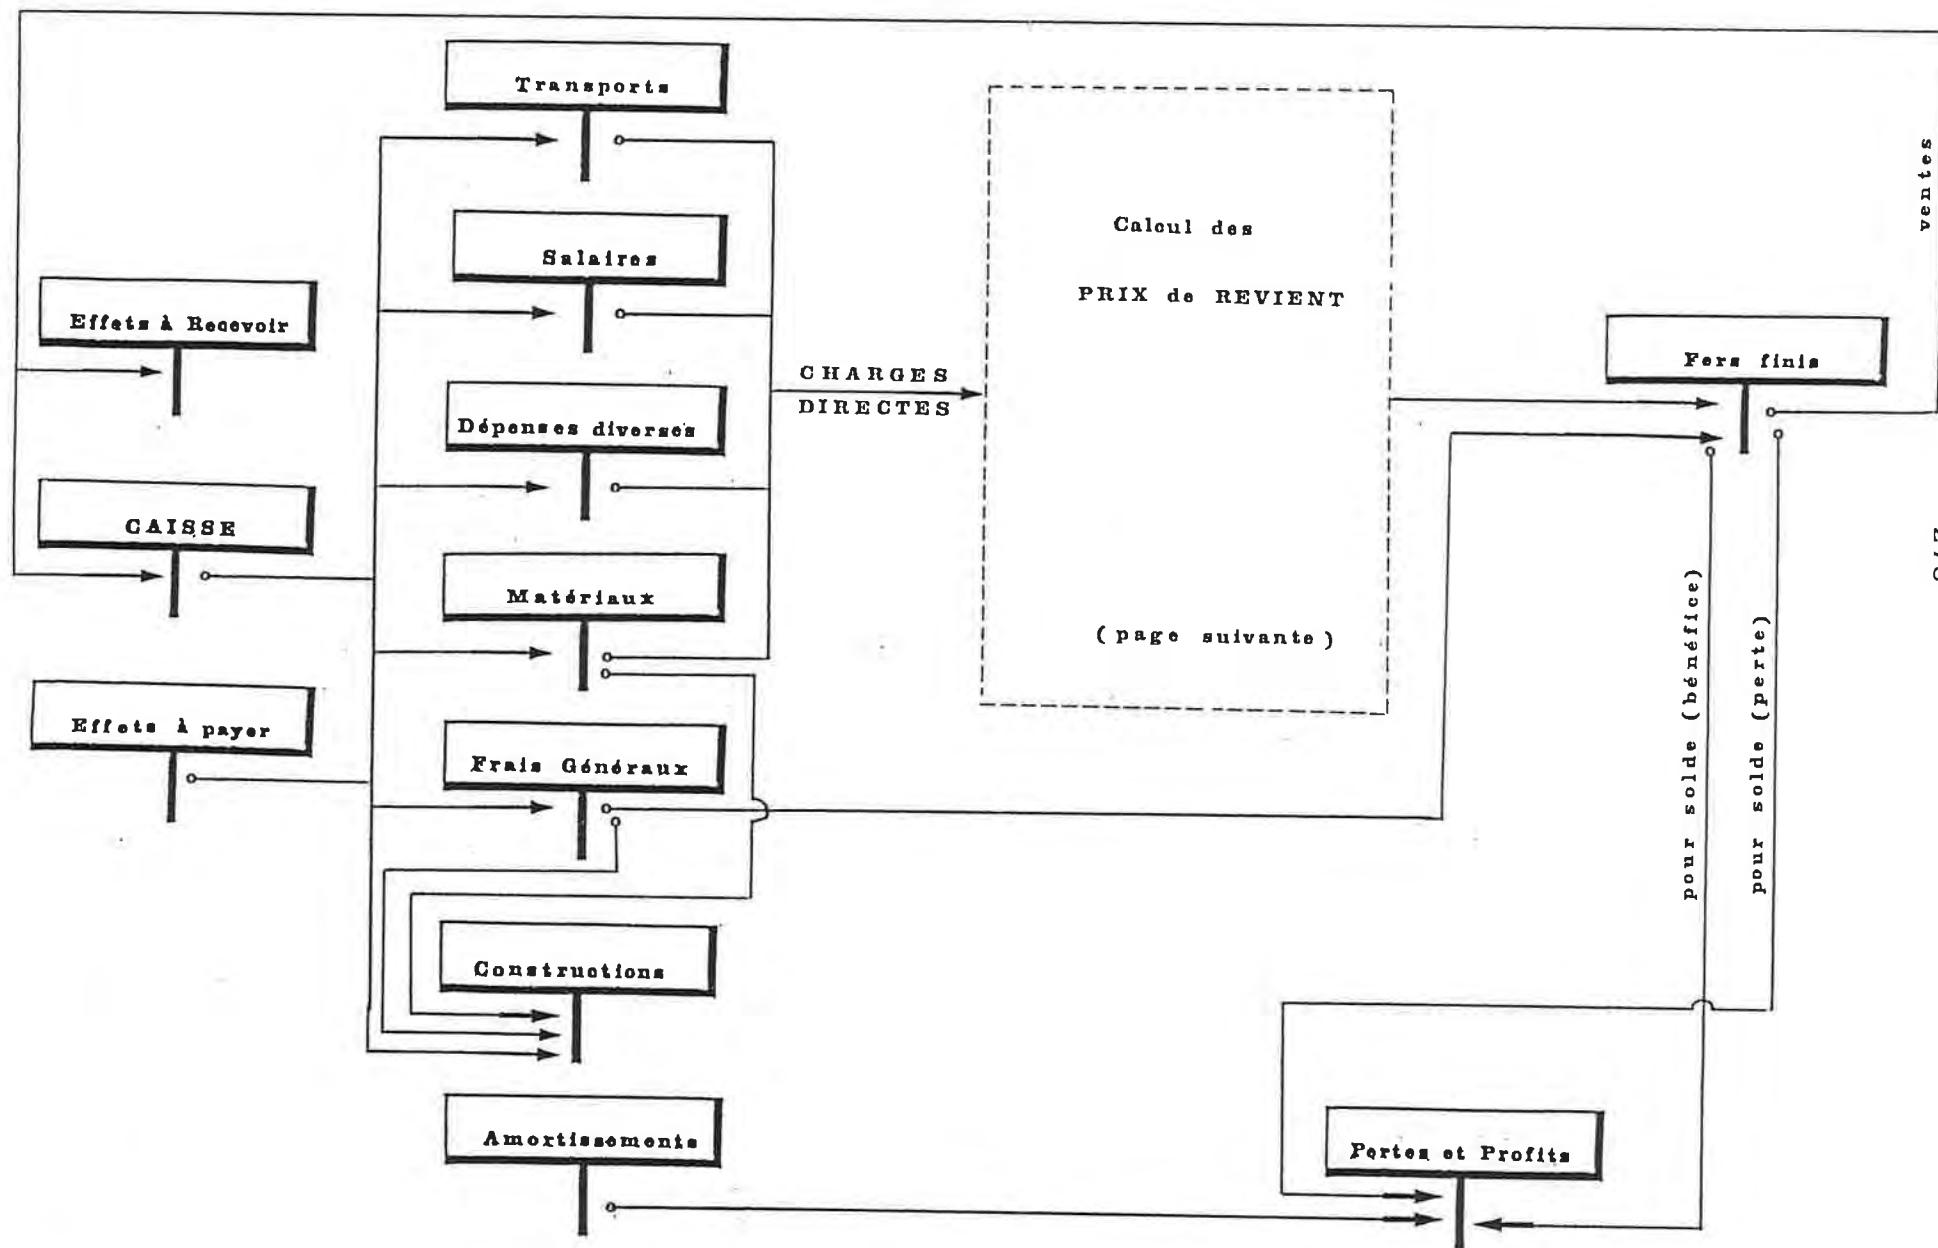 Transports
Salaires
Effets à Recevoir
Dépenses diverses
CAISSE
Matériaux
Effets à payer
Frais Généraux
Constructions
Amortissements
CHARGES
DIRECTES
Calcul des
PRIX de REVIENT
(page suivante)
Fers finis
ventes
pour solde (bénéfice)
pour solde (perte)
Pertes et Profits